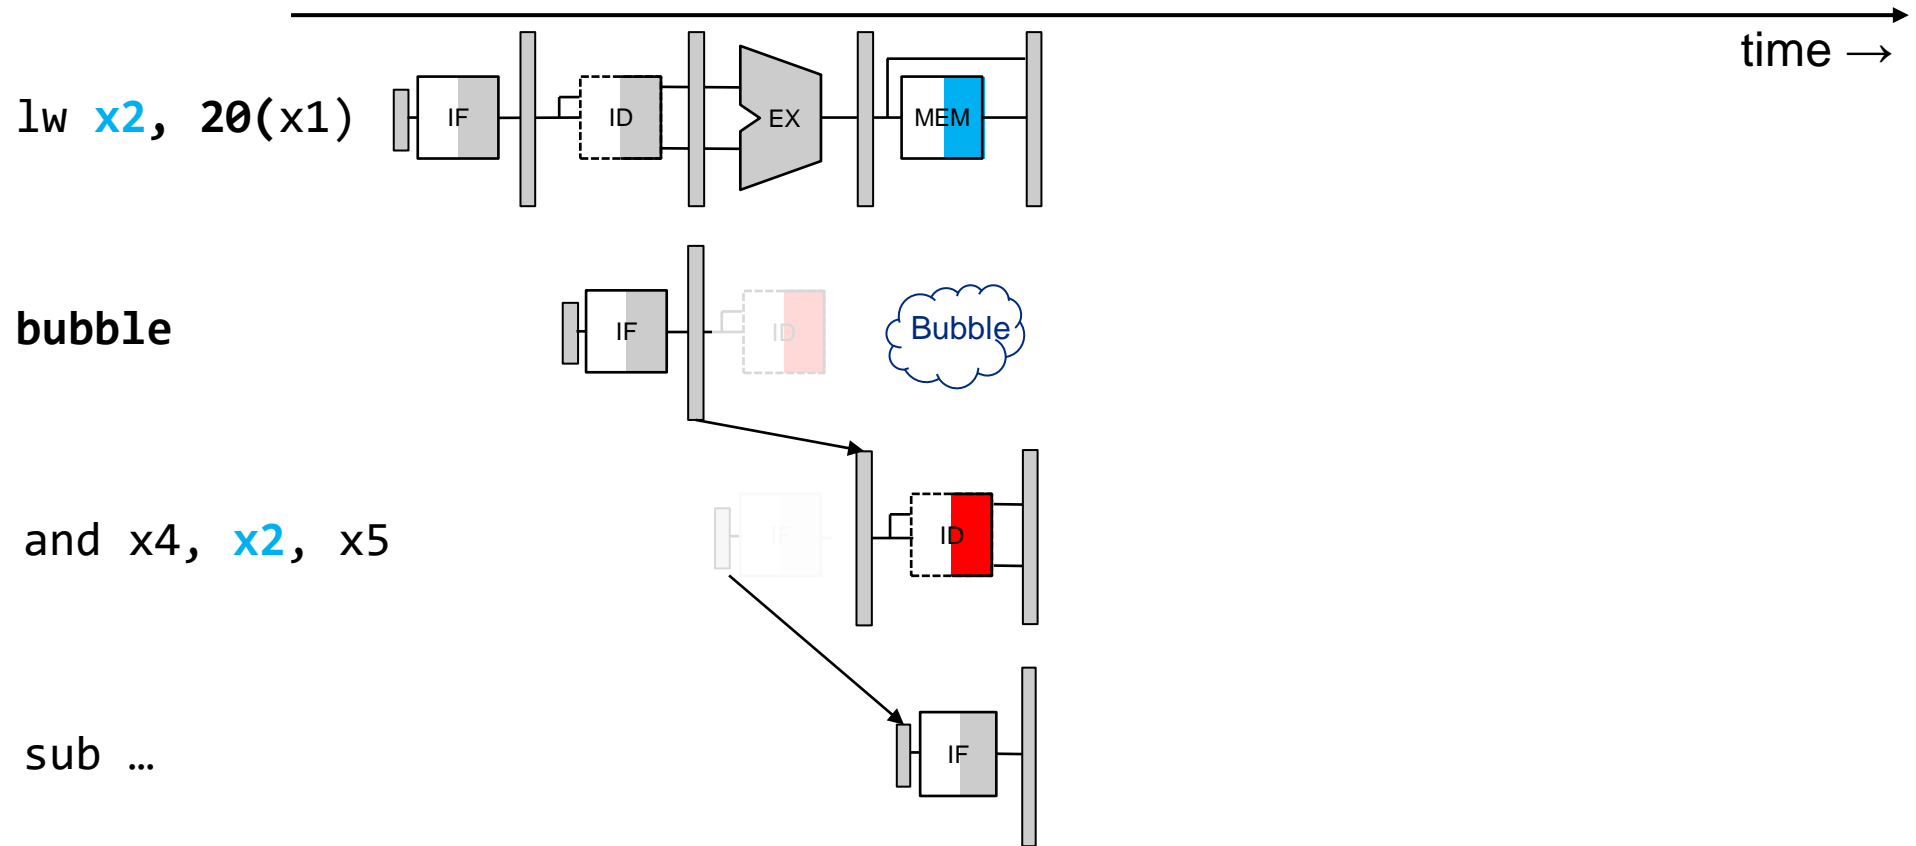 time →
lw x2, 20(x1)
IF ID EX MEM
bubble
IF ID Bubble
and x4, x2, x5
IF ID
sub …
IF